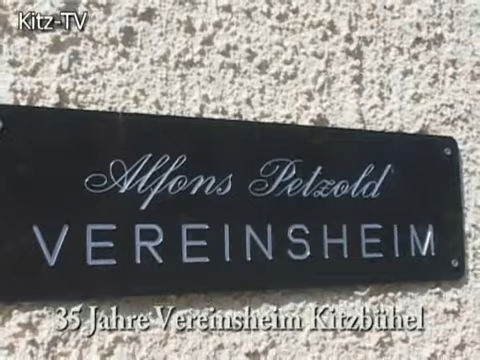 Kitz-TV
Alfons Petzold
VEREINSHEIM
35 Jahre Vereinsheim Kitzbühel